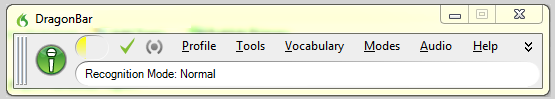 DragonBar
Profile Tools Vocabulary Modes Audio Help
Recognition Mode: Normal